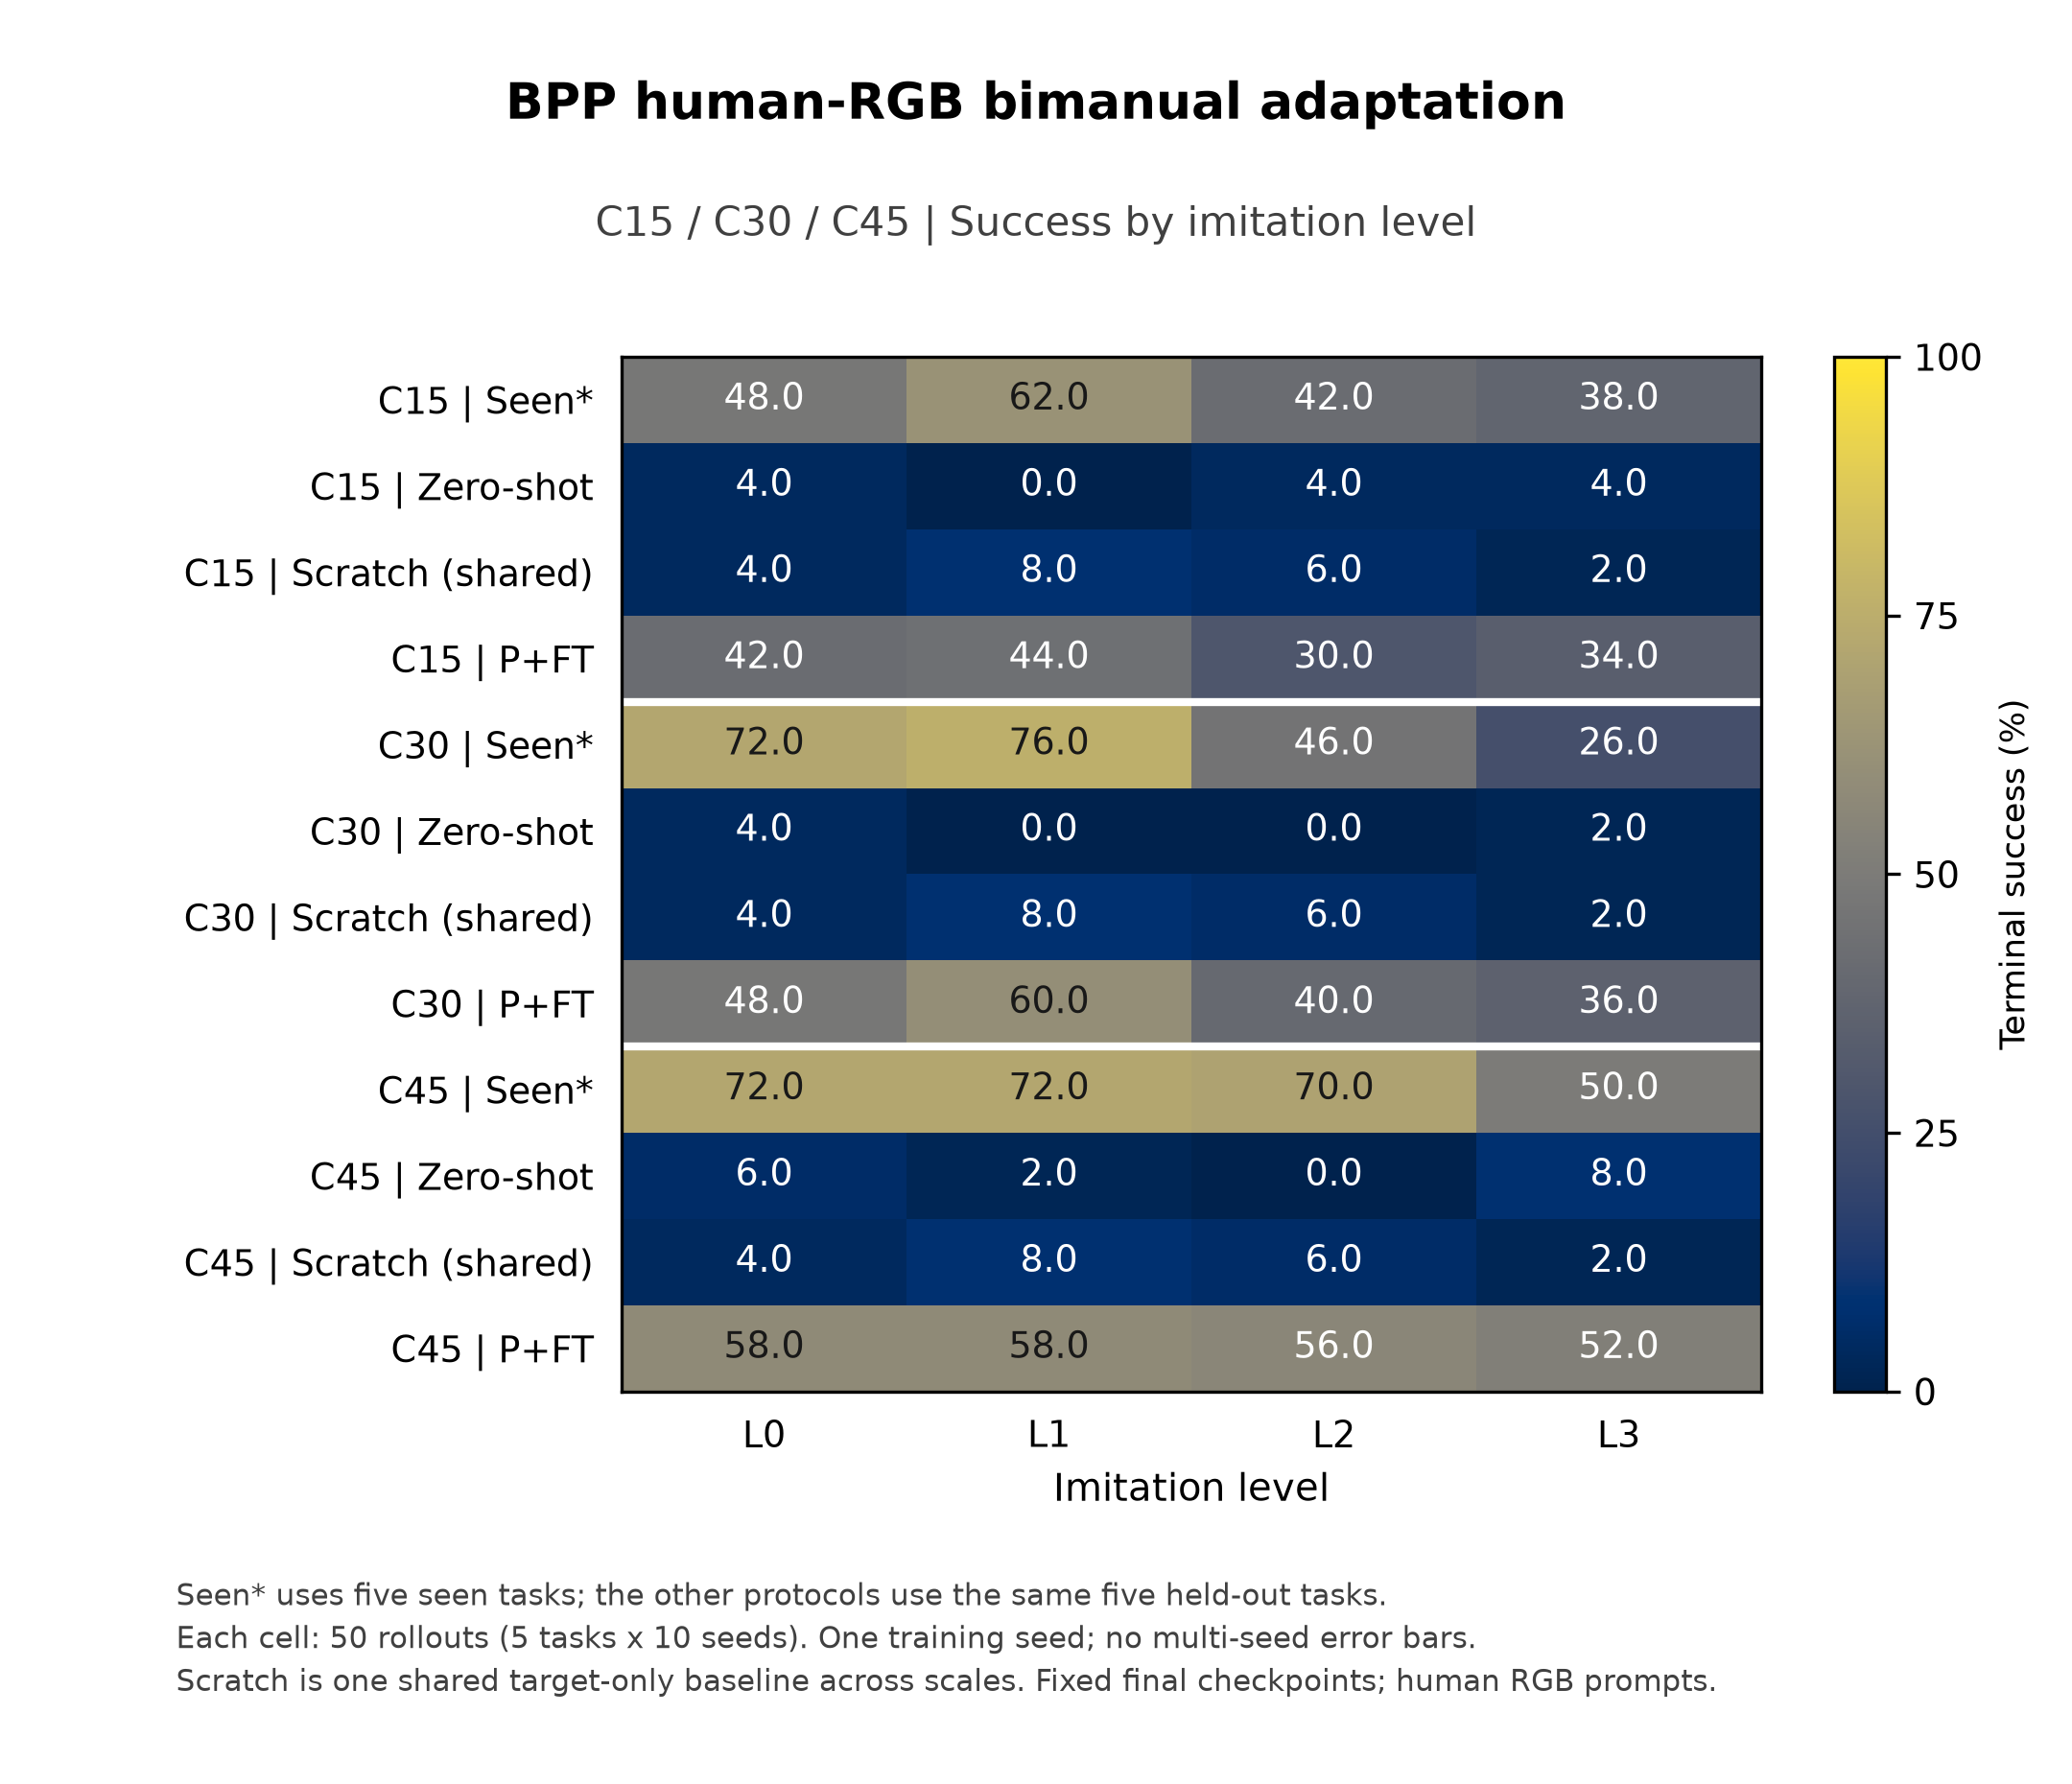 BPP human-RGB bimanual adaptation
C15 / C30 / C45 | Success by imitation level
C15 | Seen* 48.0 62.0 42.0 38.0
C15 | Zero-shot 4.0 0.0 4.0 4.0
C15 | Scratch (shared) 4.0 8.0 6.0 2.0
C15 | P+FT 42.0 44.0 30.0 34.0
C30 | Seen* 72.0 76.0 46.0 26.0
C30 | Zero-shot 4.0 0.0 0.0 2.0
C30 | Scratch (shared) 4.0 8.0 6.0 2.0
C30 | P+FT 48.0 60.0 40.0 36.0
C45 | Seen* 72.0 72.0 70.0 50.0
C45 | Zero-shot 6.0 2.0 0.0 8.0
C45 | Scratch (shared) 4.0 8.0 6.0 2.0
C45 | P+FT 58.0 58.0 56.0 52.0
L0 L1 L2 L3
Imitation level
100
75
50
25
0
Terminal success (%)
Seen* uses five seen tasks; the other protocols use the same five held-out tasks.
Each cell: 50 rollouts (5 tasks x 10 seeds). One training seed; no multi-seed error bars.
Scratch is one shared target-only baseline across scales. Fixed final checkpoints; human RGB prompts.